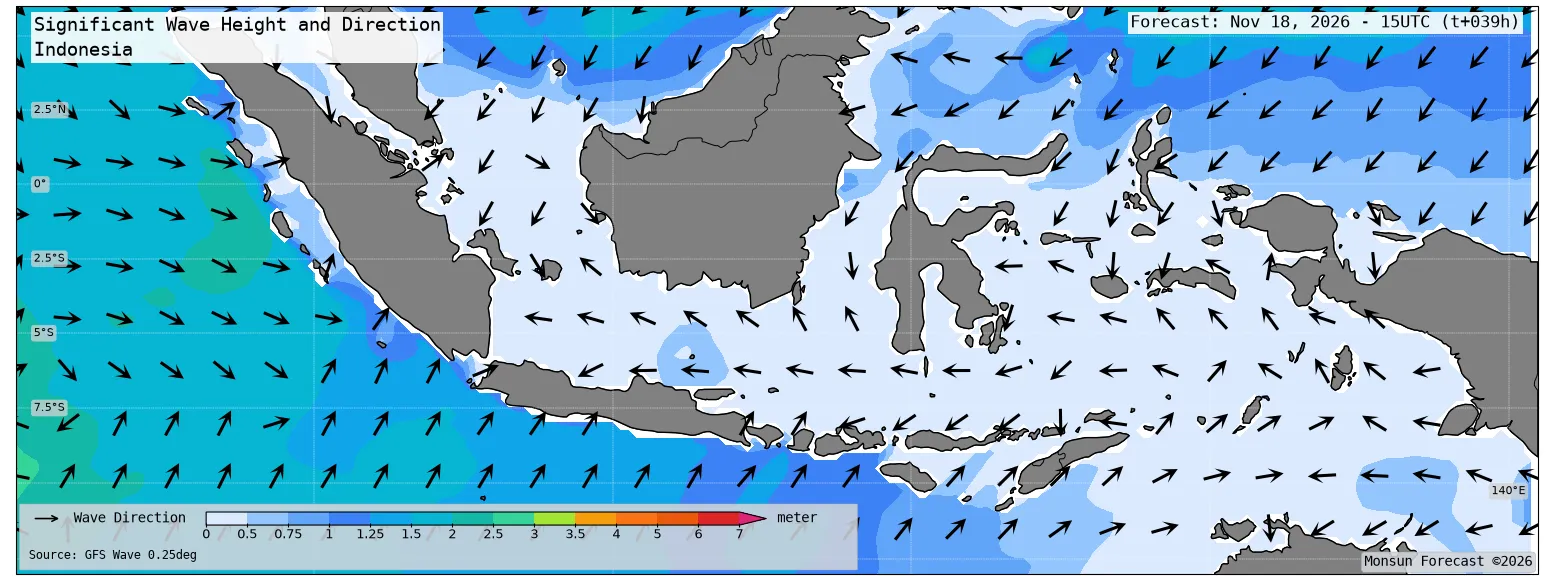 Significant Wave Height and Direction
Indonesia
Forecast: Nov 18, 2026 - 15UTC (t+039h)
2.5°N
0°
2.5°S
5°S
7.5°S
140°E
Wave Direction
0 0.5 0.75 1 1.25 1.5 2 2.5 3 3.5 4 5 6 7
meter
Source: GFS Wave 0.25deg
Monsun Forecast ©2026